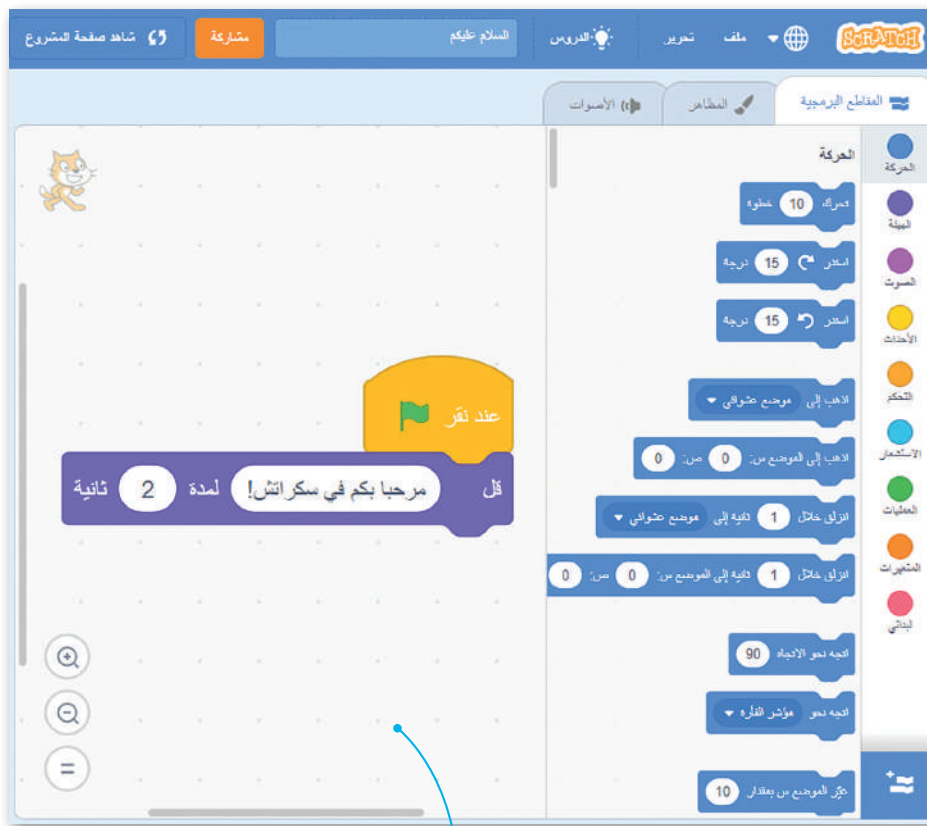 SCRATCH
ملف
تحرير
الدروس
السلام عليكم
مشاركة
شاهد صفحة المشروع
المقاطع البرمجية
المظاهر
الأصوات
الحركة
الهيئة
الصوت
الأحداث
التحكم
الاستشعار
العمليات
المتغيرات
لبناتي
الحركة
تحرك 10 خطوة
استدر 15 درجة
استدر 15 درجة
اذهب إلى موضع عشوائي
اذهب إلى الموضع س: 0 ص: 0
انزلق خلال 1 ثانية إلى موضع عشوائي
انزلق خلال 1 ثانية إلى الموضع س: 0 ص: 0
اتجه نحو الاتجاه 90
اتجه نحو مؤشر الفأرة
غيّر الموضع س بمقدار 10
عند نقر
قل مرحبا بكم في سكراتش! لمدة 2 ثانية